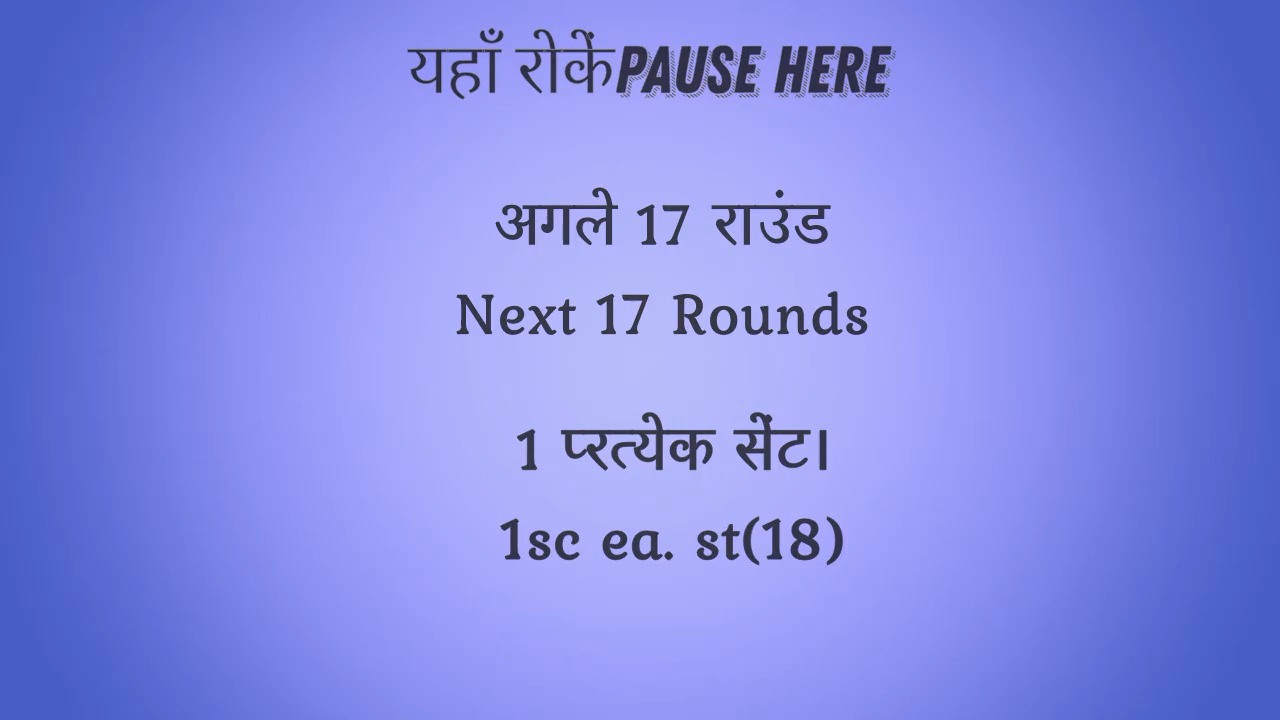 यहाँ रोकें PAUSE HERE
अगले 17 राउंड
Next 17 Rounds
1 प्रत्येक सेंट।
1sc ea. st(18)